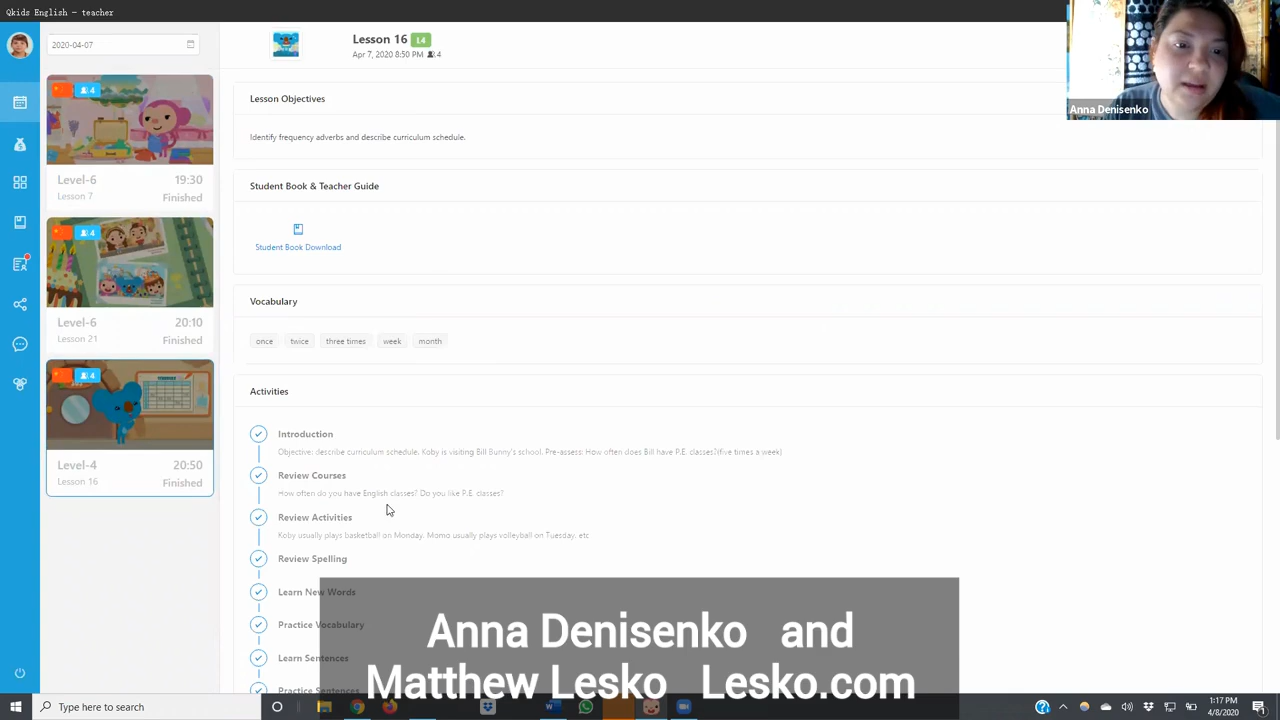 Qkids English - teacher
2020-04-07
Lesson 16 L4
Apr 7, 2020 8:50 PM 4
Anna Denisenko
4
Level-6 19:30
Lesson 7 Finished
4
Level-6 20:10
Lesson 21 Finished
4
Level-4 20:50
Lesson 16 Finished
Lesson Objectives
Identify frequency adverbs and describe curriculum schedule.
Student Book & Teacher Guide
Student Book Download
Vocabulary
once twice three times week month
Activities
Introduction
Objective: describe curriculum schedule. Koby is visiting Bill Bunny's school. Pre-assess: How often does Bill have P.E. classes?(five times a week)
Review Courses
How often do you have English classes? Do you like P.E. classes?
Review Activities
Koby usually plays basketball on Monday. Momo usually plays volleyball on Tuesday. etc
Review Spelling
Learn New Words
Practice Vocabulary
Learn Sentences
Practice Sentences
Anna Denisenko and
Matthew Lesko Lesko.com
Type here to search
1:17 PM
4/8/2020